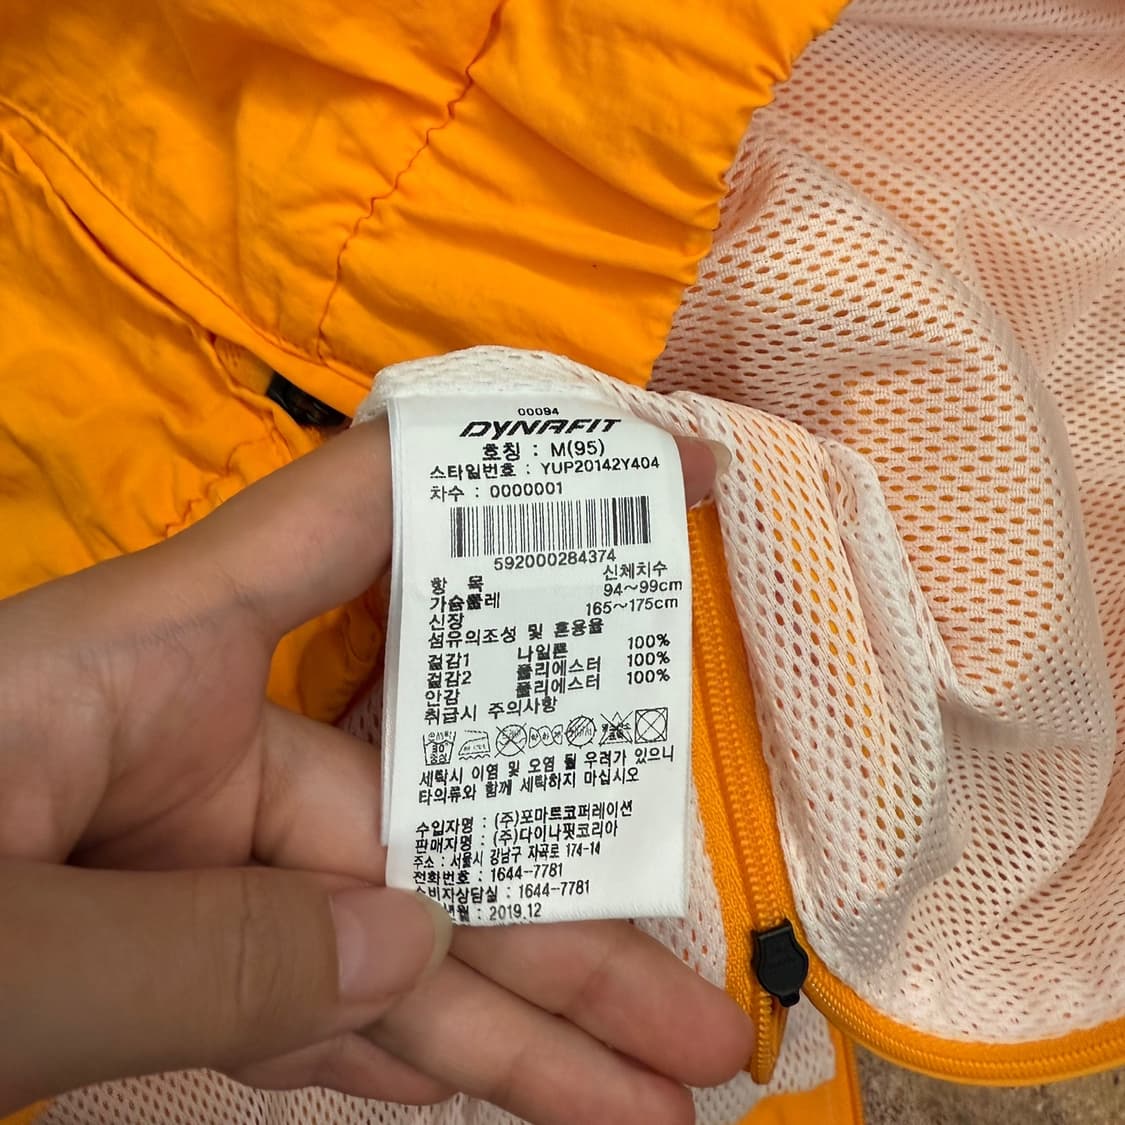 00094
DYNAFIT
호칭 : M(95)
스타일번호 : YUP20142Y404
차수 : 0000001
592000284374
항 목 신체치수
가슴둘레 94~99cm
신장 165~175cm
섬유의조성 및 혼용율
겉감1 나일론 100%
겉감2 폴리에스터 100%
안감 폴리에스터 100%
취급시 주의사항
30
중성
세탁시 이염 및 오염 될 우려가 있으니
타의류와 함께 세탁하지 마십시오
수입자명 : (주)포마트코퍼레이션
판매자명 : (주)다이나핏코리아
주소 : 서울시 강남구 자곡로 174-14
전화번호 : 1644-7781
소비자상담실 : 1644-7781
: 2019.12